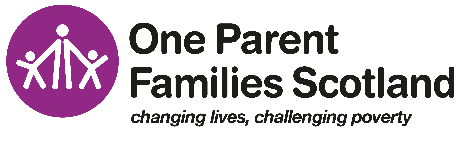 One Parent
Families Scotland
changing lives, challenging poverty